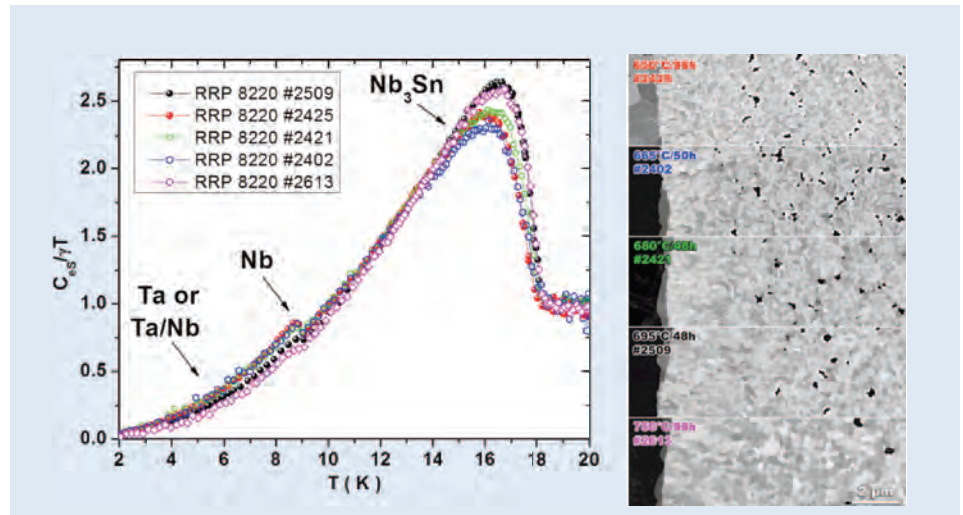 2.5
2.0
1.5
1.0
0.5
0.0
C_es/γT
RRP 8220 #2509
RRP 8220 #2425
RRP 8220 #2421
RRP 8220 #2402
RRP 8220 #2613
Nb₃Sn
Nb
Ta or
Ta/Nb
2 4 6 8 10 12 14 16 18 20
T ( K )
#2425
665°C/50h
#2402
680°C/48h
#2421
695°C/48h
#2509
#2613
2 µm